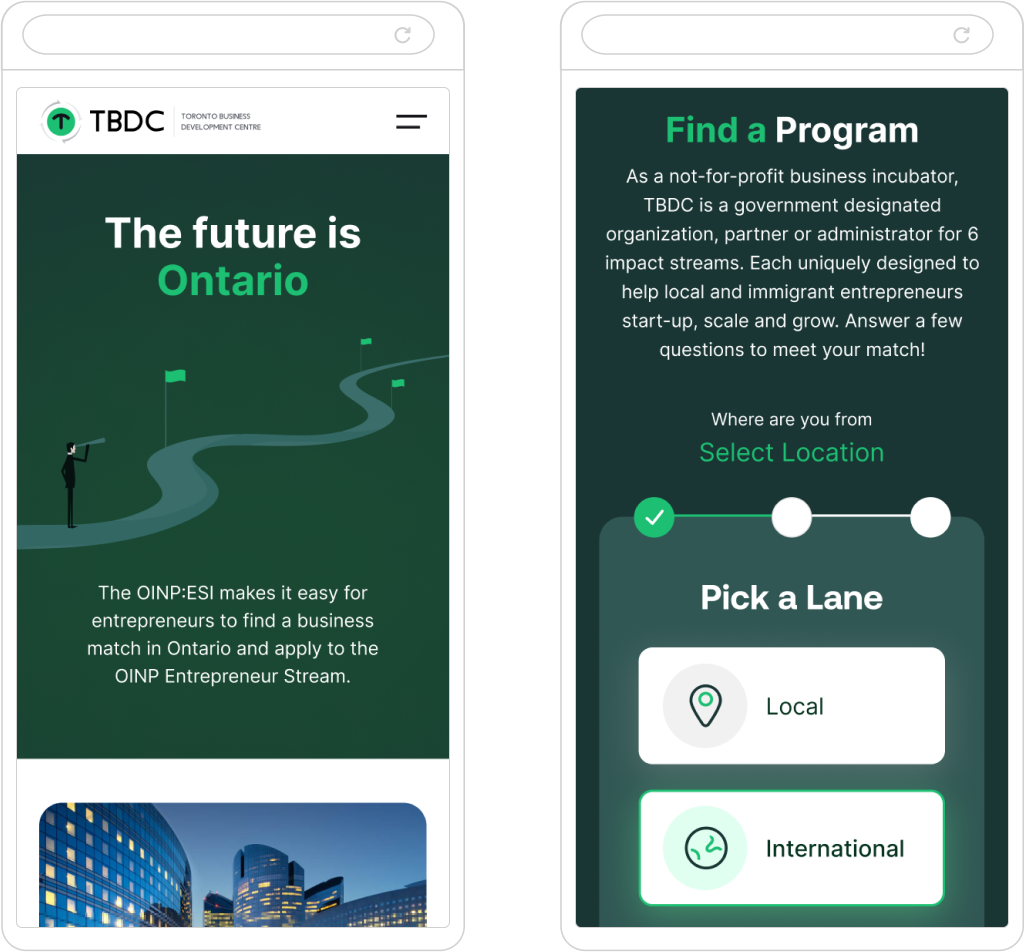 TBDC
TORONTO BUSINESS
DEVELOPMENT CENTRE
The future is
Ontario
The OINP:ESI makes it easy for
entrepreneurs to find a business
match in Ontario and apply to the
OINP Entrepreneur Stream.
Find a Program
As a not-for-profit business incubator,
TBDC is a government designated
organization, partner or administrator for 6
impact streams. Each uniquely designed to
help local and immigrant entrepreneurs
start-up, scale and grow. Answer a few
questions to meet your match!
Where are you from
Select Location
Pick a Lane
Local
International